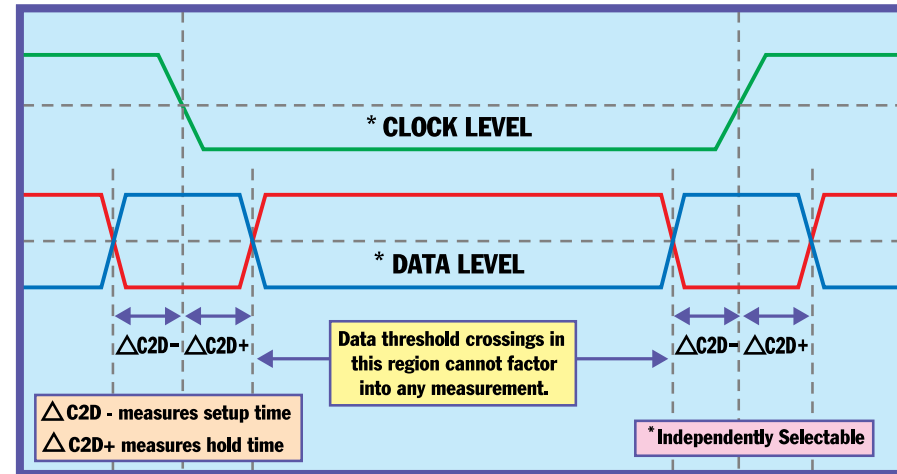 * CLOCK LEVEL
* DATA LEVEL
△C2D- △C2D+
Data threshold crossings in
this region cannot factor
into any measurement.
△C2D- △C2D+
△ C2D - measures setup time
△ C2D+ measures hold time
* Independently Selectable